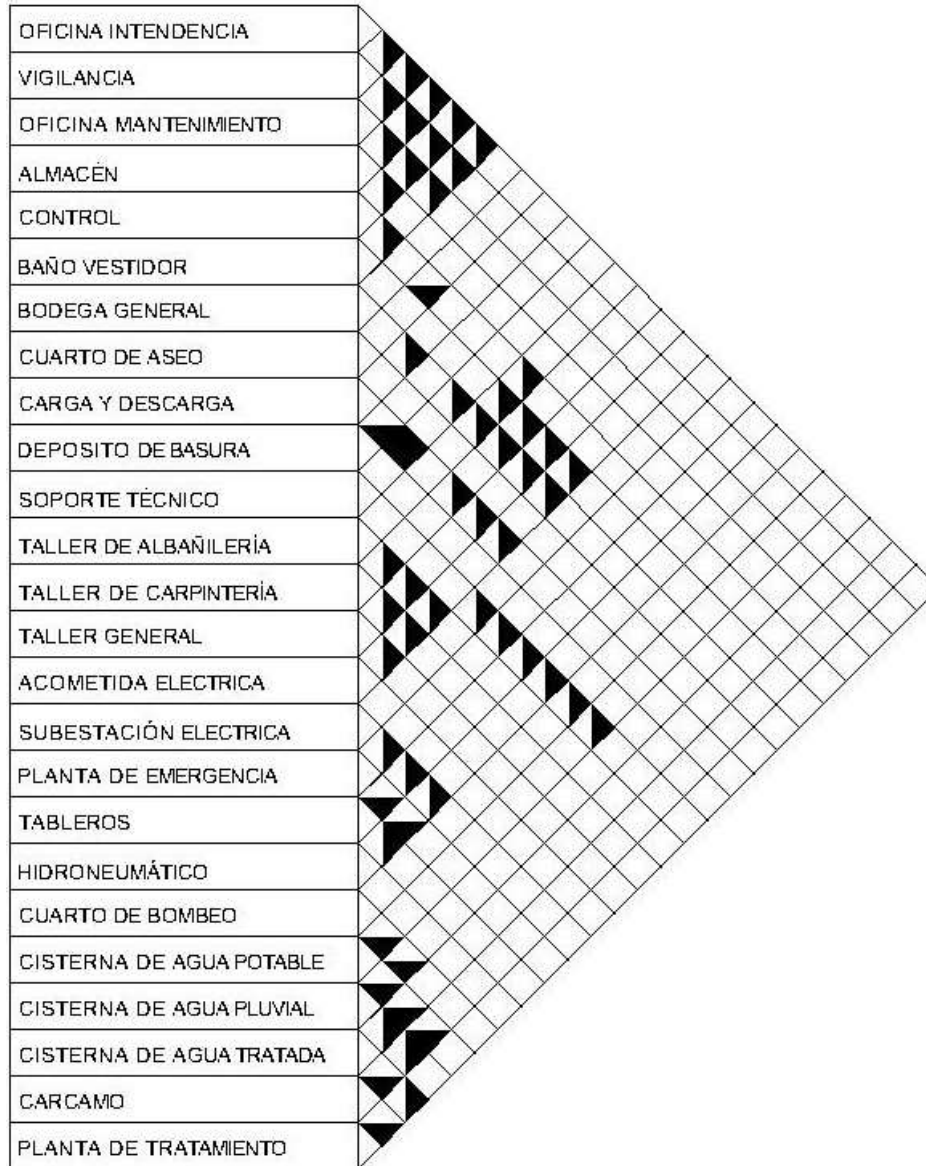 OFICINA INTENDENCIA
VIGILANCIA
OFICINA MANTENIMIENTO
ALMACÉN
CONTROL
BAÑO VESTIDOR
BODEGA GENERAL
CUARTO DE ASEO
CARGA Y DESCARGA
DEPOSITO DE BASURA
SOPORTE TÉCNICO
TALLER DE ALBAÑILERÍA
TALLER DE CARPINTERÍA
TALLER GENERAL
ACOMETIDA ELECTRICA
SUBESTACIÓN ELECTRICA
PLANTA DE EMERGENCIA
TABLEROS
HIDRONEUMÁTICO
CUARTO DE BOMBEO
CISTERNA DE AGUA POTABLE
CISTERNA DE AGUA PLUVIAL
CISTERNA DE AGUA TRATADA
CARCAMO
PLANTA DE TRATAMIENTO